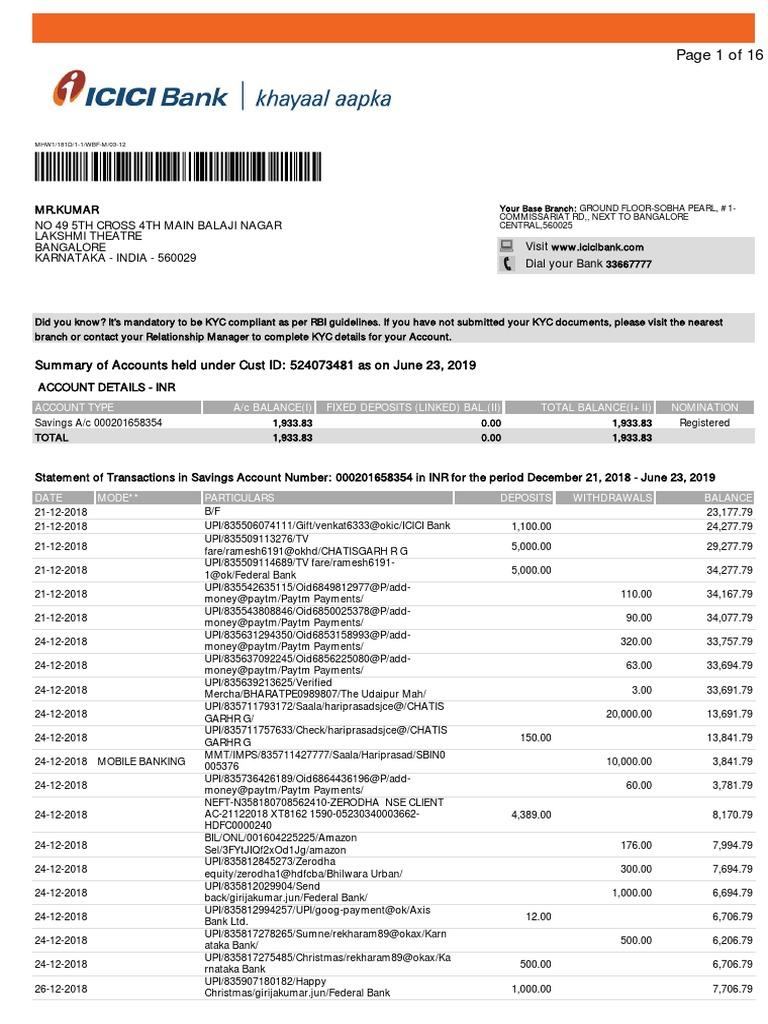 Page 1 of 16
ICICI Bank | khayaal aapka
MHW1/181D/1-1/WBF-M/03-12
MR.KUMAR
NO 49 5TH CROSS 4TH MAIN BALAJI NAGAR
LAKSHMI THEATRE
BANGALORE
KARNATAKA - INDIA - 560029
Your Base Branch: GROUND FLOOR-SOBHA PEARL, # 1-
COMMISSARIAT RD,, NEXT TO BANGALORE
CENTRAL,560025
Visit www.icicibank.com
Dial your Bank 33667777
Did you know? It's mandatory to be KYC compliant as per RBI guidelines. If you have not submitted your KYC documents, please visit the nearest
branch or contact your Relationship Manager to complete KYC details for your Account.
Summary of Accounts held under Cust ID: 524073481 as on June 23, 2019
ACCOUNT DETAILS - INR
ACCOUNT TYPE A/c BALANCE(I) FIXED DEPOSITS (LINKED) BAL.(II) TOTAL BALANCE(I+ II) NOMINATION
Savings A/c 000201658354 1,933.83 0.00 1,933.83 Registered
TOTAL 1,933.83 0.00 1,933.83
Statement of Transactions in Savings Account Number: 000201658354 in INR for the period December 21, 2018 - June 23, 2019
DATE MODE** PARTICULARS DEPOSITS WITHDRAWALS BALANCE
21-12-2018 B/F 23,177.79
21-12-2018 UPI/835506074111/Gift/venkat6333@okic/ICICI Bank 1,100.00 24,277.79
UPI/835509113276/TV
21-12-2018 5,000.00 29,277.79
fare/ramesh6191@okhd/CHATISGARH R G
UPI/835509114689/TV fare/ramesh6191-
21-12-2018 5,000.00 34,277.79
1@ok/Federal Bank
UPI/835542635115/Oid6849812977@P/add-
21-12-2018 110.00 34,167.79
money@paytm/Paytm Payments/
UPI/835543808846/Oid6850025378@P/add-
21-12-2018 90.00 34,077.79
money@paytm/Paytm Payments/
UPI/835631294350/Oid6853158993@P/add-
24-12-2018 320.00 33,757.79
money@paytm/Paytm Payments/
UPI/835637092245/Oid6856225080@P/add-
24-12-2018 63.00 33,694.79
money@paytm/Paytm Payments/
UPI/835639213625/Verified
24-12-2018 3.00 33,691.79
Mercha/BHARATPE0989807/The Udaipur Mah/
UPI/835711793172/Saala/hariprasadsjce@/CHATIS
24-12-2018 20,000.00 13,691.79
GARHR G/
UPI/835711757633/Check/hariprasadsjce@/CHATIS
24-12-2018 150.00 13,841.79
GARHR G
MMT/IMPS/835711427777/Saala/Hariprasad/SBIN0
24-12-2018 MOBILE BANKING 10,000.00 3,841.79
005376
UPI/835736426189/Oid6864436196@P/add-
24-12-2018 60.00 3,781.79
money@paytm/Paytm Payments/
NEFT-N358180708562410-ZERODHA NSE CLIENT
24-12-2018 AC-21122018 XT8162 1590-05230340003662- 4,389.00 8,170.79
HDFC0000240
BIL/ONL/001604225225/Amazon
24-12-2018 176.00 7,994.79
Sel/3FYtJIQf2xOd1Jg/amazon
UPI/835812845273/Zerodha
24-12-2018 300.00 7,694.79
equity/zerodha1@hdfcba/Bhilwara Urban/
UPI/835812029904/Send
24-12-2018 1,000.00 6,694.79
back/girijakumar.jun/Federal Bank/
UPI/835812994257/UPI/goog-payment@ok/Axis
24-12-2018 12.00 6,706.79
Bank Ltd.
UPI/835817278265/Sumne/rekharam89@okax/Karn
24-12-2018 500.00 6,206.79
ataka Bank/
UPI/835817275485/Christmas/rekharam89@okax/Ka
24-12-2018 500.00 6,706.79
rnataka Bank
UPI/835907180182/Happy
26-12-2018 1,000.00 7,706.79
Christmas/girijakumar.jun/Federal Bank